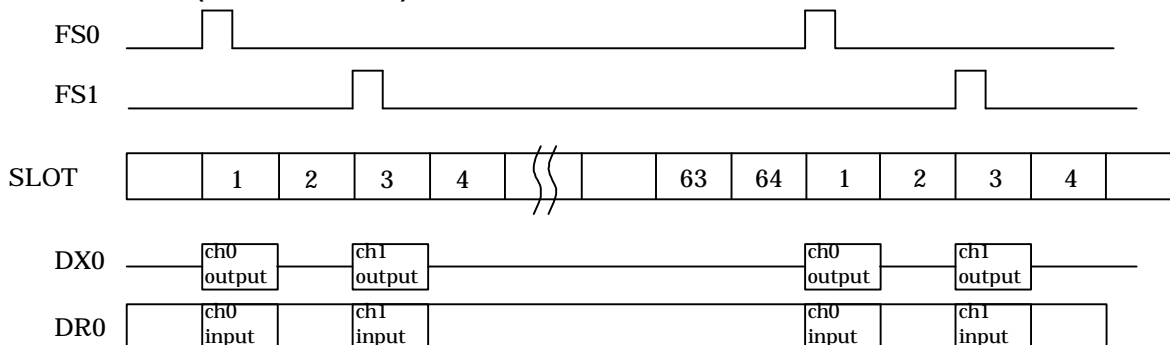 FS0
FS1
SLOT 1 2 3 4 63 64 1 2 3 4
DX0 ch0 output ch1 output ch0 output ch1 output
DR0 ch0 input ch1 input ch0 input ch1 input